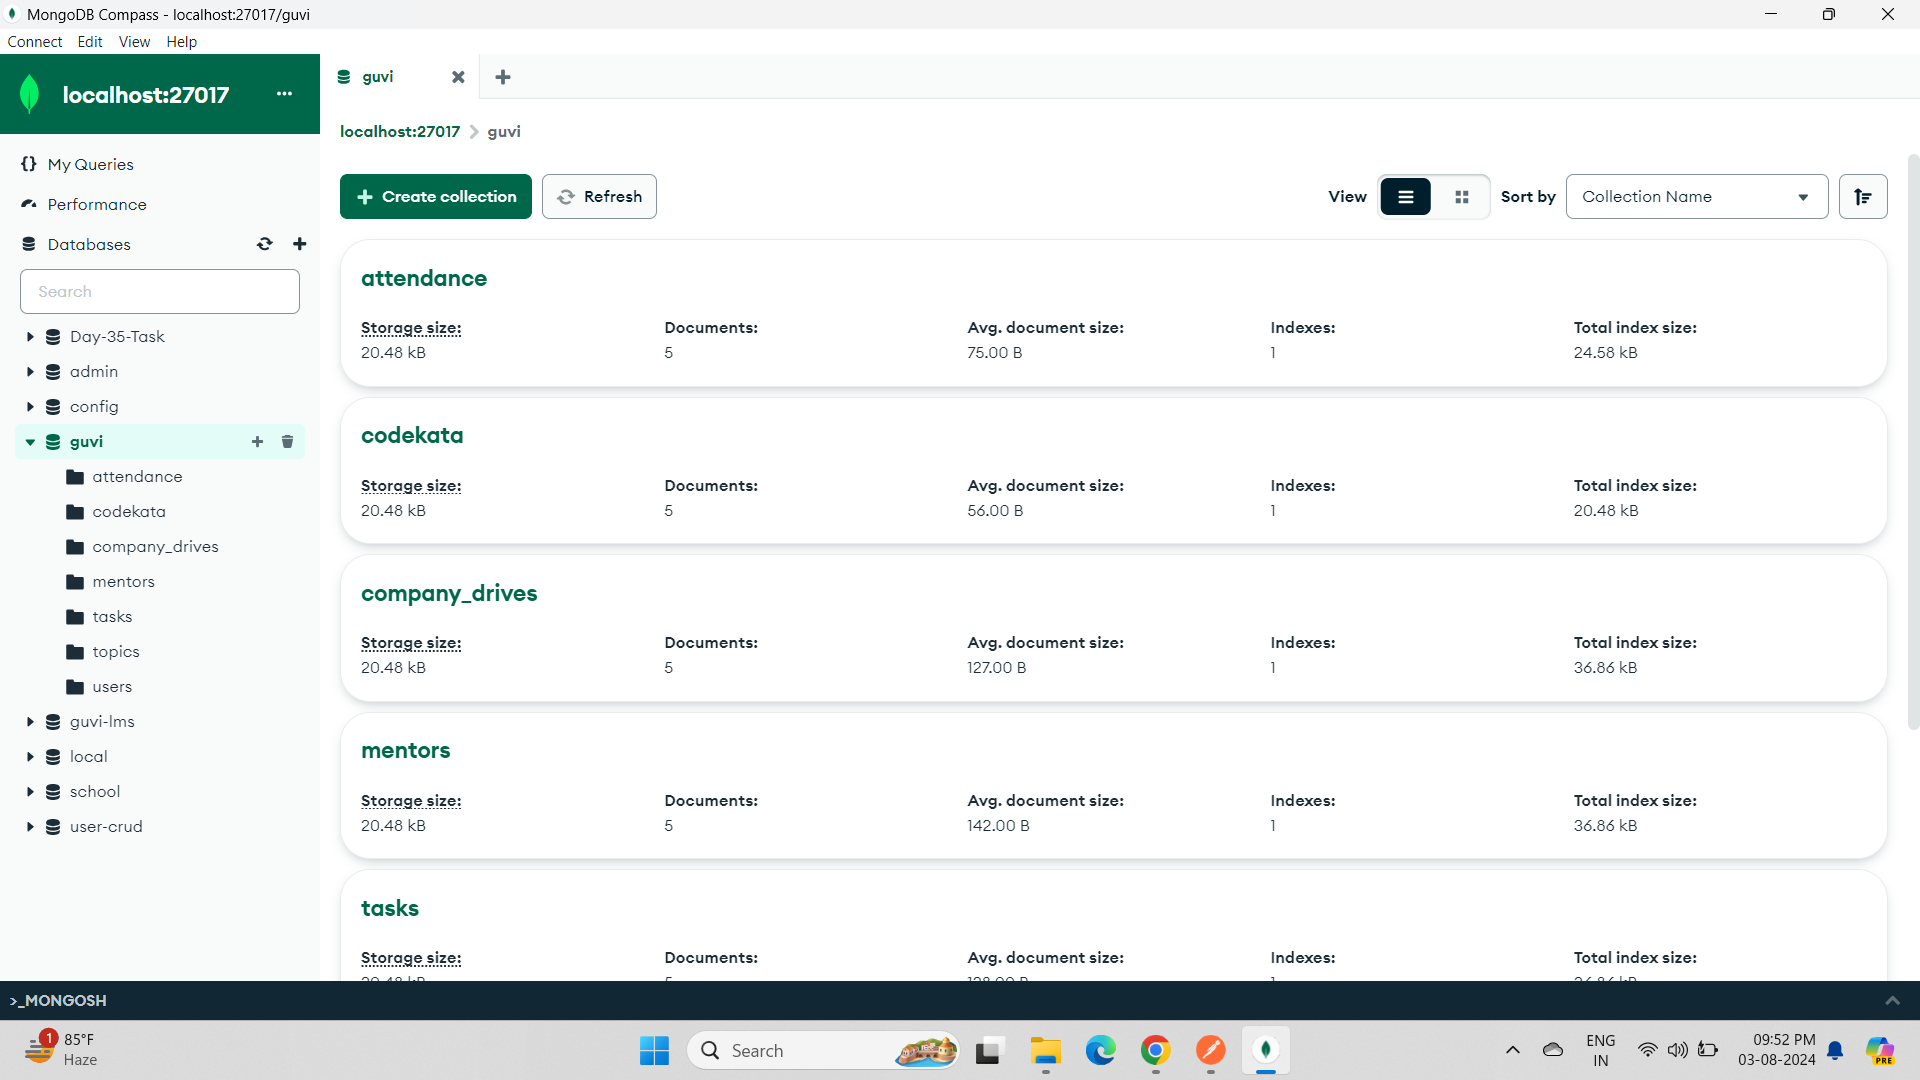 MongoDB Compass - localhost:27017/guvi
Connect Edit View Help
localhost:27017 ...
guvi
localhost:27017 > guvi
{} My Queries
Performance
Databases
Search
Day-35-Task
admin
config
guvi
attendance
codekata
company_drives
mentors
tasks
topics
users
guvi-lms
local
school
user-crud
+ Create collection Refresh View Sort by Collection Name
attendance
Storage size: Documents: Avg. document size: Indexes: Total index size:
20.48 kB 5 75.00 B 1 24.58 kB
codekata
Storage size: Documents: Avg. document size: Indexes: Total index size:
20.48 kB 5 56.00 B 1 20.48 kB
company_drives
Storage size: Documents: Avg. document size: Indexes: Total index size:
20.48 kB 5 127.00 B 1 36.86 kB
mentors
Storage size: Documents: Avg. document size: Indexes: Total index size:
20.48 kB 5 142.00 B 1 36.86 kB
tasks
Storage size: Documents: Avg. document size: Indexes: Total index size:
>_MONGOSH
1 85°F
Haze
Search
ENG
IN
09:52 PM
03-08-2024
PRE